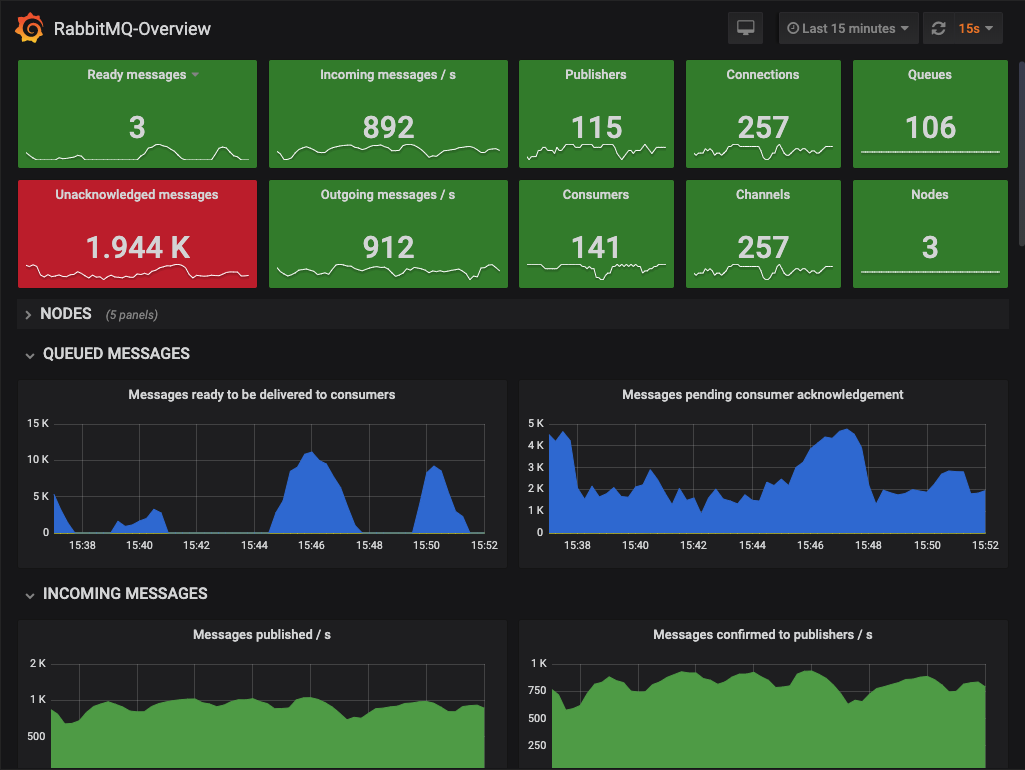 RabbitMQ-Overview
Last 15 minutes
15s
Ready messages
3
Incoming messages / s
892
Publishers
115
Connections
257
Queues
106
Unacknowledged messages
1.944 K
Outgoing messages / s
912
Consumers
141
Channels
257
Nodes
3
NODES (5 panels)
QUEUED MESSAGES
Messages ready to be delivered to consumers
15 K
10 K
5 K
0
15:38 15:40 15:42 15:44 15:46 15:48 15:50 15:52
Messages pending consumer acknowledgement
5 K
4 K
3 K
2 K
1 K
0
15:38 15:40 15:42 15:44 15:46 15:48 15:50 15:52
INCOMING MESSAGES
Messages published / s
2 K
1 K
500
Messages confirmed to publishers / s
1 K
750
500
250